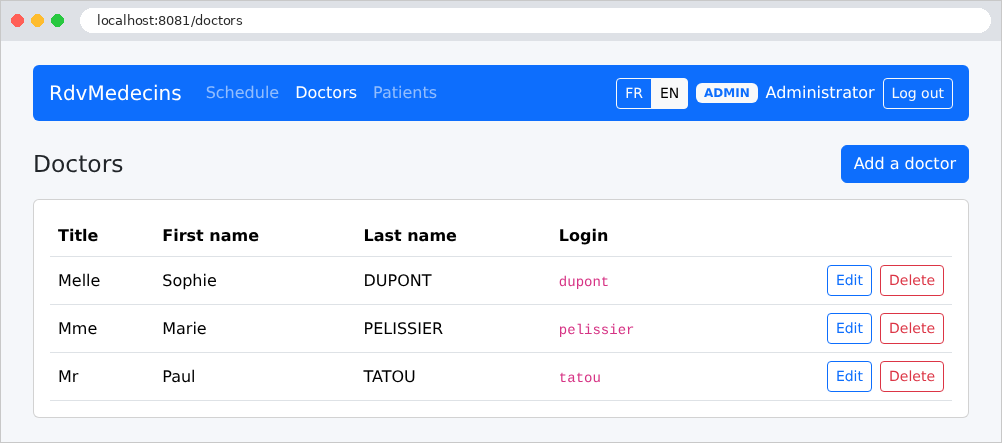 localhost:8081/doctors
RdvMedecins Schedule Doctors Patients FR EN ADMIN Administrator Log out
Doctors Add a doctor
Title First name Last name Login
Melle Sophie DUPONT dupont Edit Delete
Mme Marie PELISSIER pelissier Edit Delete
Mr Paul TATOU tatou Edit Delete